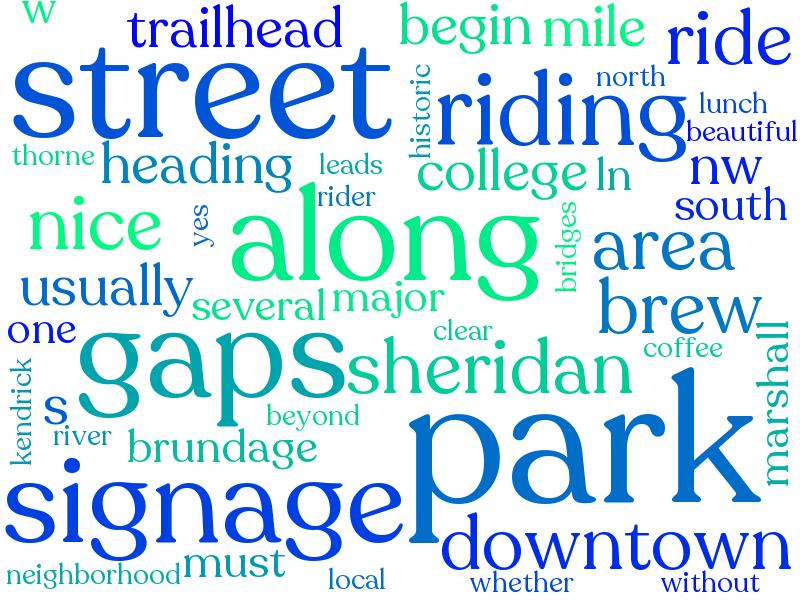 w
trailhead
begin
mile
ride
street
historic
riding
north
lunch
beautiful
thorne
heading
leads
college
ln
nw
rider
south
nice
yes
along
bridges
area
usually
several
major
brew
one
gaps
clear
sheridan
coffee
marshall
kendrick
s
river
beyond
brundage
park
signage
downtown
neighborhood
must
local
whether
without